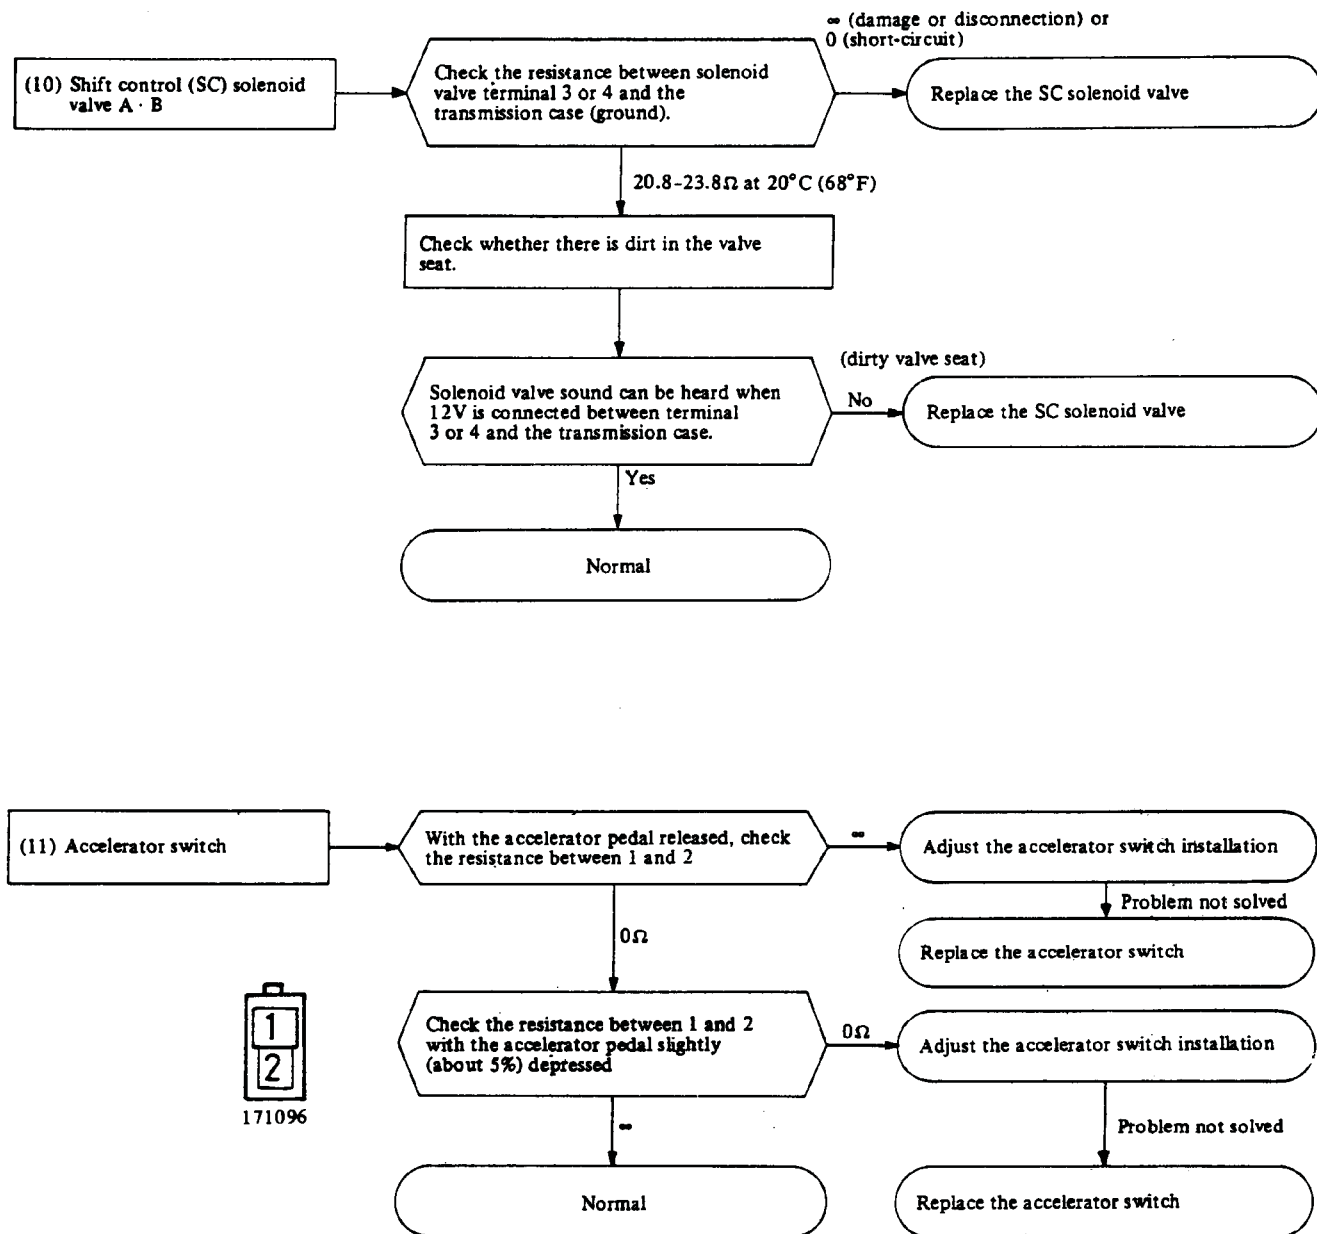 ∞ (damage or disconnection) or
0 (short-circuit)
(10) Shift control (SC) solenoid
valve A · B
Check the resistance between solenoid
valve terminal 3 or 4 and the
transmission case (ground).
Replace the SC solenoid valve
20.8-23.8Ω at 20°C (68°F)
Check whether there is dirt in the valve
seat.
(dirty valve seat)
Solenoid valve sound can be heard when
12V is connected between terminal
3 or 4 and the transmission case.
No
Replace the SC solenoid valve
Yes
Normal
(11) Accelerator switch
With the accelerator pedal released, check
the resistance between 1 and 2
∞
Adjust the accelerator switch installation
Problem not solved
Replace the accelerator switch
0Ω
1
2
171096
Check the resistance between 1 and 2
with the accelerator pedal slightly
(about 5%) depressed
0Ω
Adjust the accelerator switch installation
∞
Problem not solved
Normal
Replace the accelerator switch